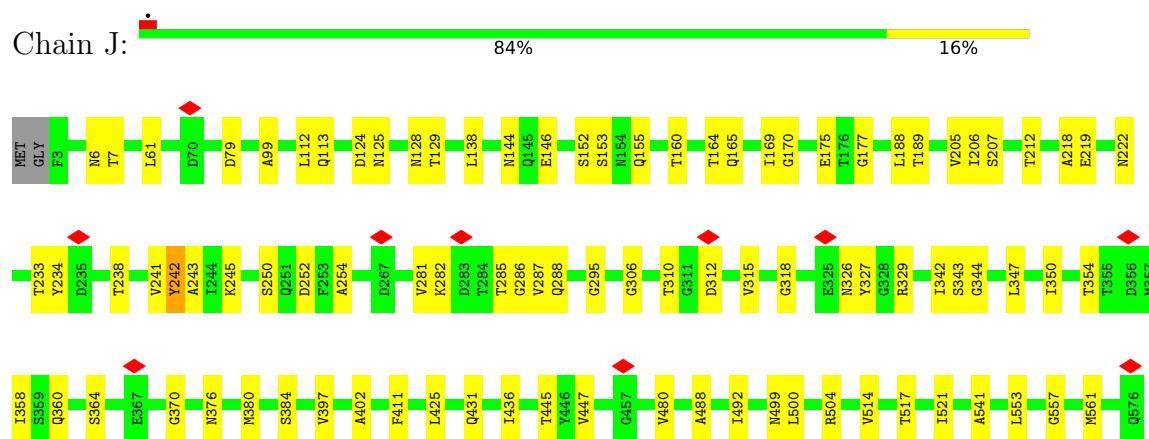 Chain J:
84% 16%
MET GLY F3 N6 T7 L61 D70 D79 A99 L112 Q113 D124 N125 N128 T129 L138 N144 Q145 E146 S152 S153 N154 Q155 T160 T164 Q165 I169 G170 E175 T176 G177 L188 T189 V205 I206 S207 T212 A218 E219 N222
T233 Y234 D235 T238 V241 Y242 A243 I244 K245 S250 Q251 D252 F253 A254 D267 V281 K282 D283 T284 T285 G286 V287 Q288 G295 G306 T310 G311 D312 V315 G318 E325 N326 Y327 G328 R329 I342 S343 G344 L347 I350 T354 T355 D356 M357
I358 S359 Q360 S364 E367 G370 N376 M380 S384 V397 A402 F411 L425 Q431 I436 T445 Y446 V447 G457 V480 A488 I492 N499 L500 R504 V514 T517 I521 A541 L553 G557 M561 Q576